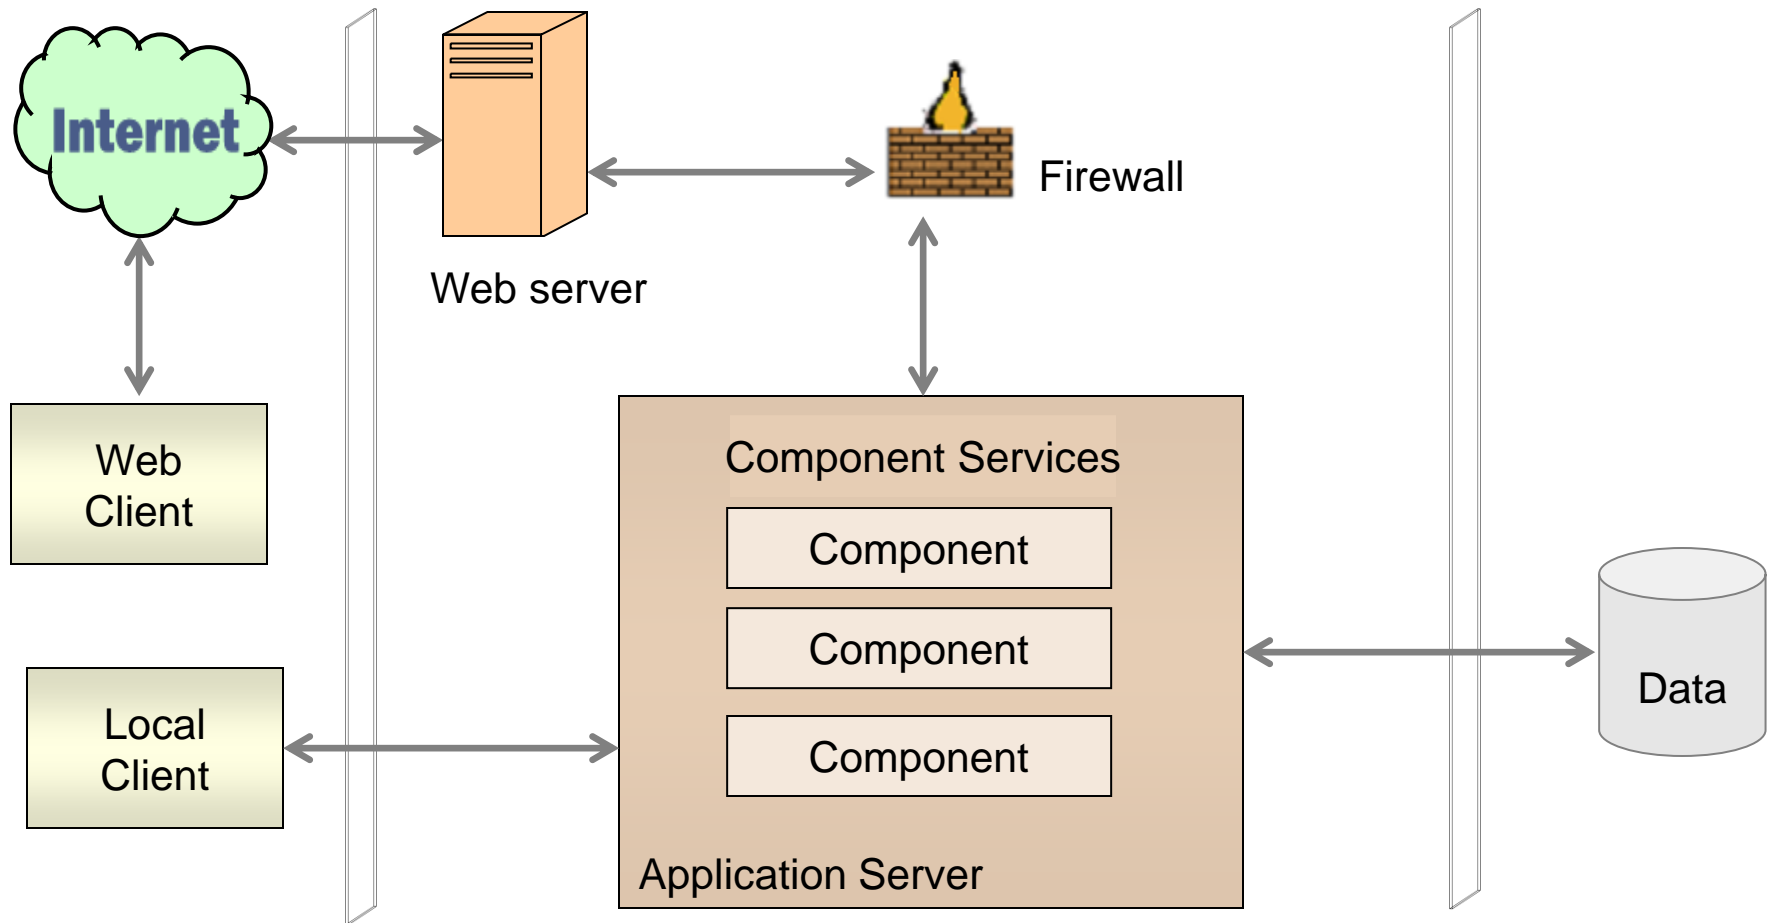 Internet
Firewall
Web server
Web
Client
Component Services
Component
Component
Component
Local
Client
Data
Application Server